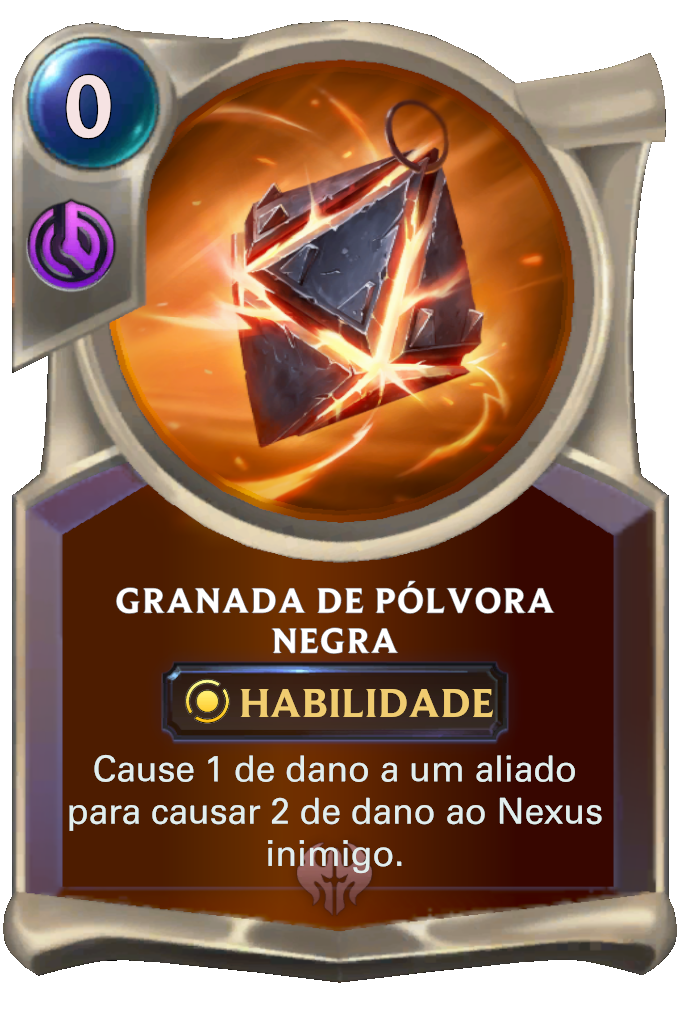 0
GRANADA DE PÓLVORA
NEGRA
HABILIDADE
Cause 1 de dano a um aliado
para causar 2 de dano ao Nexus
inimigo.